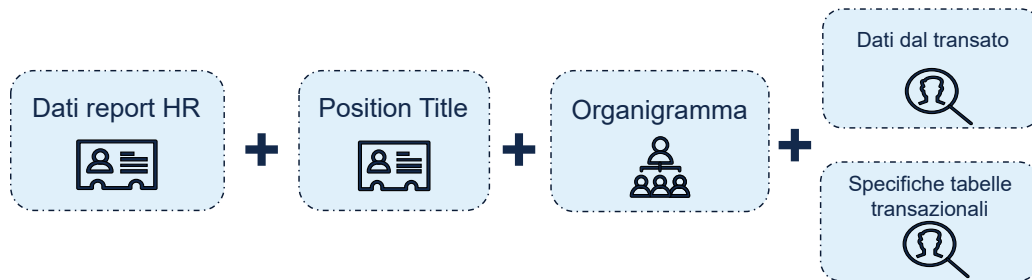 Dati report HR
Position Title
Organigramma
Dati dal transato
Specifiche tabelle
transazionali